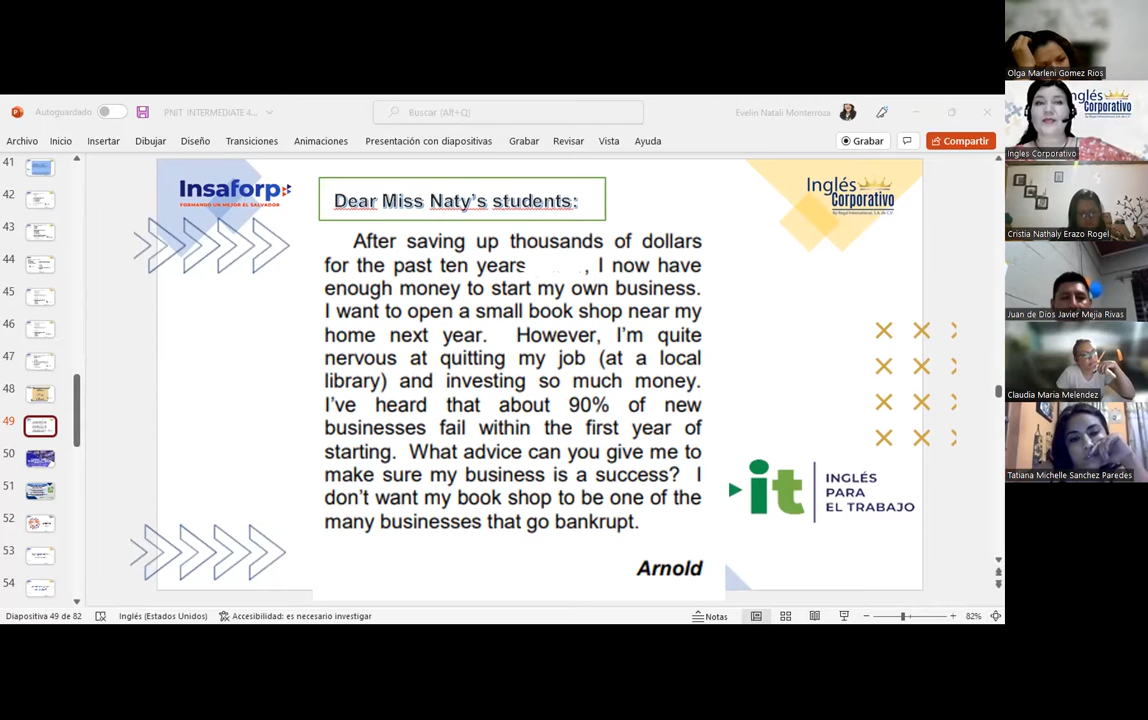 Autoguardado
PNIT_INTERMEDIATE 4...
Buscar (Alt+Q)
Evelin Natali Monterroza
Archivo Inicio Insertar Dibujar Diseño Transiciones Animaciones Presentación con diapositivas Grabar Revisar Vista Ayuda
Grabar
Compartir
41
42
43
44
45
46
47
48
49
50
51
52
53
54
Insaforp
FORMANDO UN MEJOR EL SALVADOR
Dear Miss Naty's students:
Inglés
CORPORATIVO
After saving up thousands of dollars
for the past ten years , I now have
enough money to start my own business.
I want to open a small book shop near my
home next year. However, I'm quite
nervous at quitting my job (at a local
library) and investing so much money.
I've heard that about 90% of new
businesses fail within the first year of
starting. What advice can you give me to
make sure my business is a success? I
don't want my book shop to be one of the
many businesses that go bankrupt.
Arnold
it
INGLÉS
PARA
EL TRABAJO
Diapositiva 49 de 82
Inglés (Estados Unidos)
Accesibilidad: es necesario investigar
Notas
82%
Olga Marleni Gomez Rios
Inglés
CORPORATIVO
Ingles Corporativo
Cristia Nathaly Erazo Rogel
Juan de Dios Javier Mejia Rivas
Claudia Maria Melendez
Tatiana Michelle Sanchez Paredes